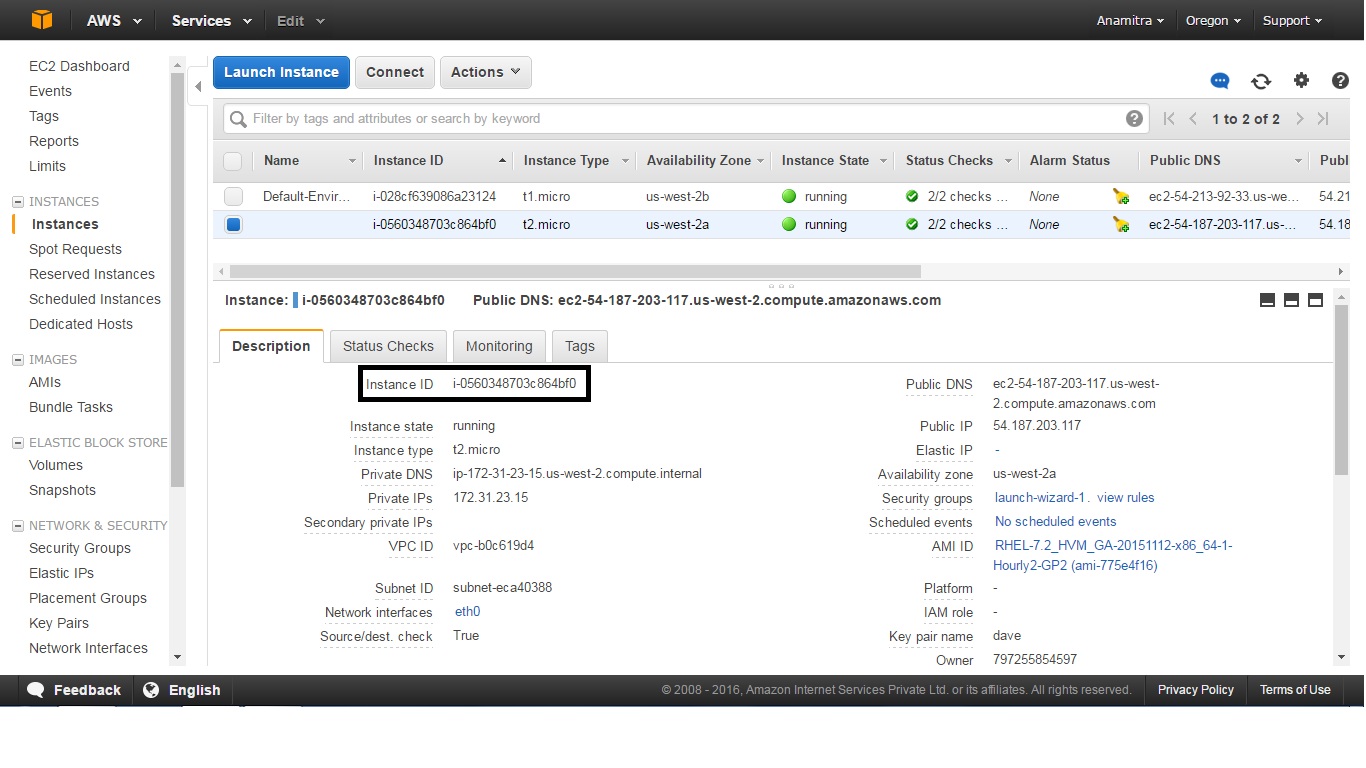 AWS Services Edit Anamitra Oregon Support
EC2 Dashboard
Events
Tags
Reports
Limits
INSTANCES
Instances
Spot Requests
Reserved Instances
Scheduled Instances
Dedicated Hosts
IMAGES
AMIs
Bundle Tasks
ELASTIC BLOCK STORE
Volumes
Snapshots
NETWORK & SECURITY
Security Groups
Elastic IPs
Placement Groups
Key Pairs
Network Interfaces
Launch Instance Connect Actions
Filter by tags and attributes or search by keyword
1 to 2 of 2
Name Instance ID Instance Type Availability Zone Instance State Status Checks Alarm Status Public DNS Publ
Default-Envir... i-028cf639086a23124 t1.micro us-west-2b running 2/2 checks ... None ec2-54-213-92-33.us-we... 54.21
i-0560348703c864bf0 t2.micro us-west-2a running 2/2 checks ... None ec2-54-187-203-117.us-... 54.18
Instance: i-0560348703c864bf0 Public DNS: ec2-54-187-203-117.us-west-2.compute.amazonaws.com
Description Status Checks Monitoring Tags
Instance ID i-0560348703c864bf0
Instance state running
Instance type t2.micro
Private DNS ip-172-31-23-15.us-west-2.compute.internal
Private IPs 172.31.23.15
Secondary private IPs
VPC ID vpc-b0c619d4
Subnet ID subnet-eca40388
Network interfaces eth0
Source/dest. check True
Public DNS ec2-54-187-203-117.us-west-
2.compute.amazonaws.com
Public IP 54.187.203.117
Elastic IP -
Availability zone us-west-2a
Security groups launch-wizard-1. view rules
Scheduled events No scheduled events
AMI ID RHEL-7.2_HVM_GA-20151112-x86_64-1-
Hourly2-GP2 (ami-775e4f16)
Platform -
IAM role -
Key pair name dave
Owner 797255854597
Feedback English © 2008 - 2016, Amazon Internet Services Private Ltd. or its affiliates. All rights reserved. Privacy Policy Terms of Use